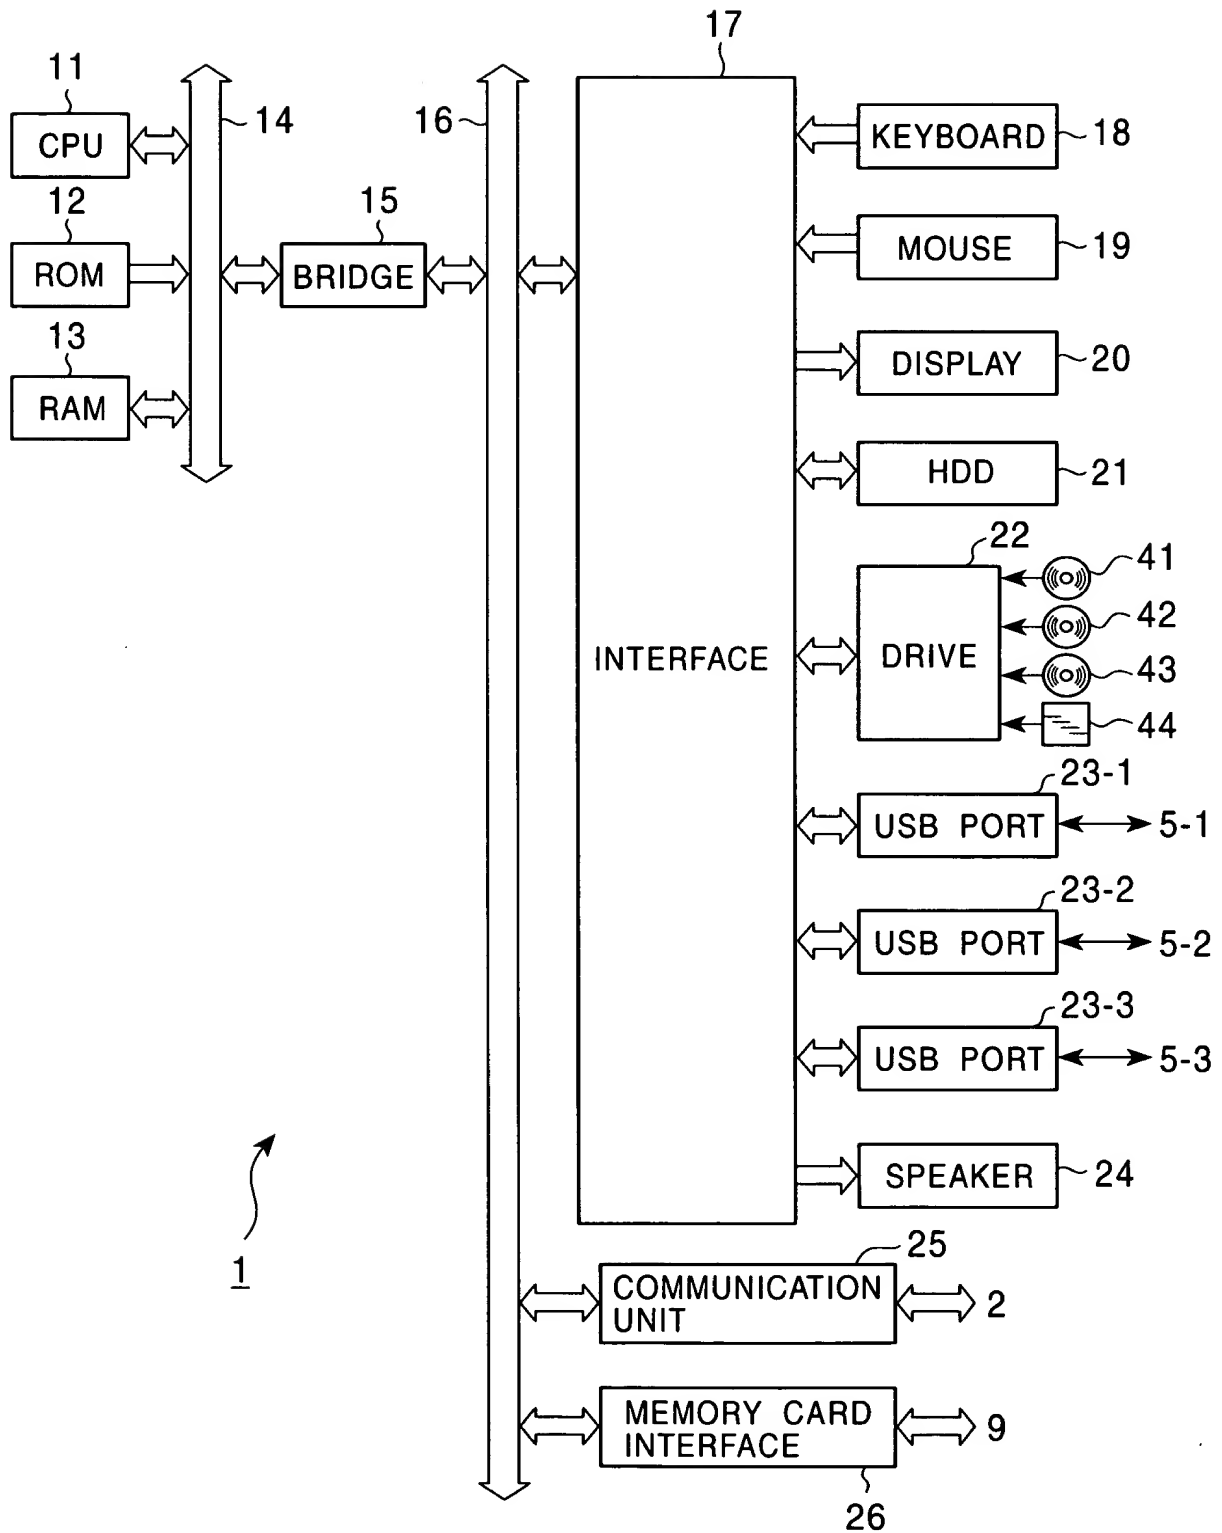 17
11
14
16
CPU
KEYBOARD
18
12
15
ROM
BRIDGE
MOUSE
19
13
RAM
DISPLAY
20
HDD
21
22
41
42
INTERFACE
DRIVE
43
44
23-1
USB PORT
5-1
23-2
USB PORT
5-2
23-3
USB PORT
5-3
SPEAKER
24
1
25
COMMUNICATION
UNIT
2
MEMORY CARD
INTERFACE
9
26